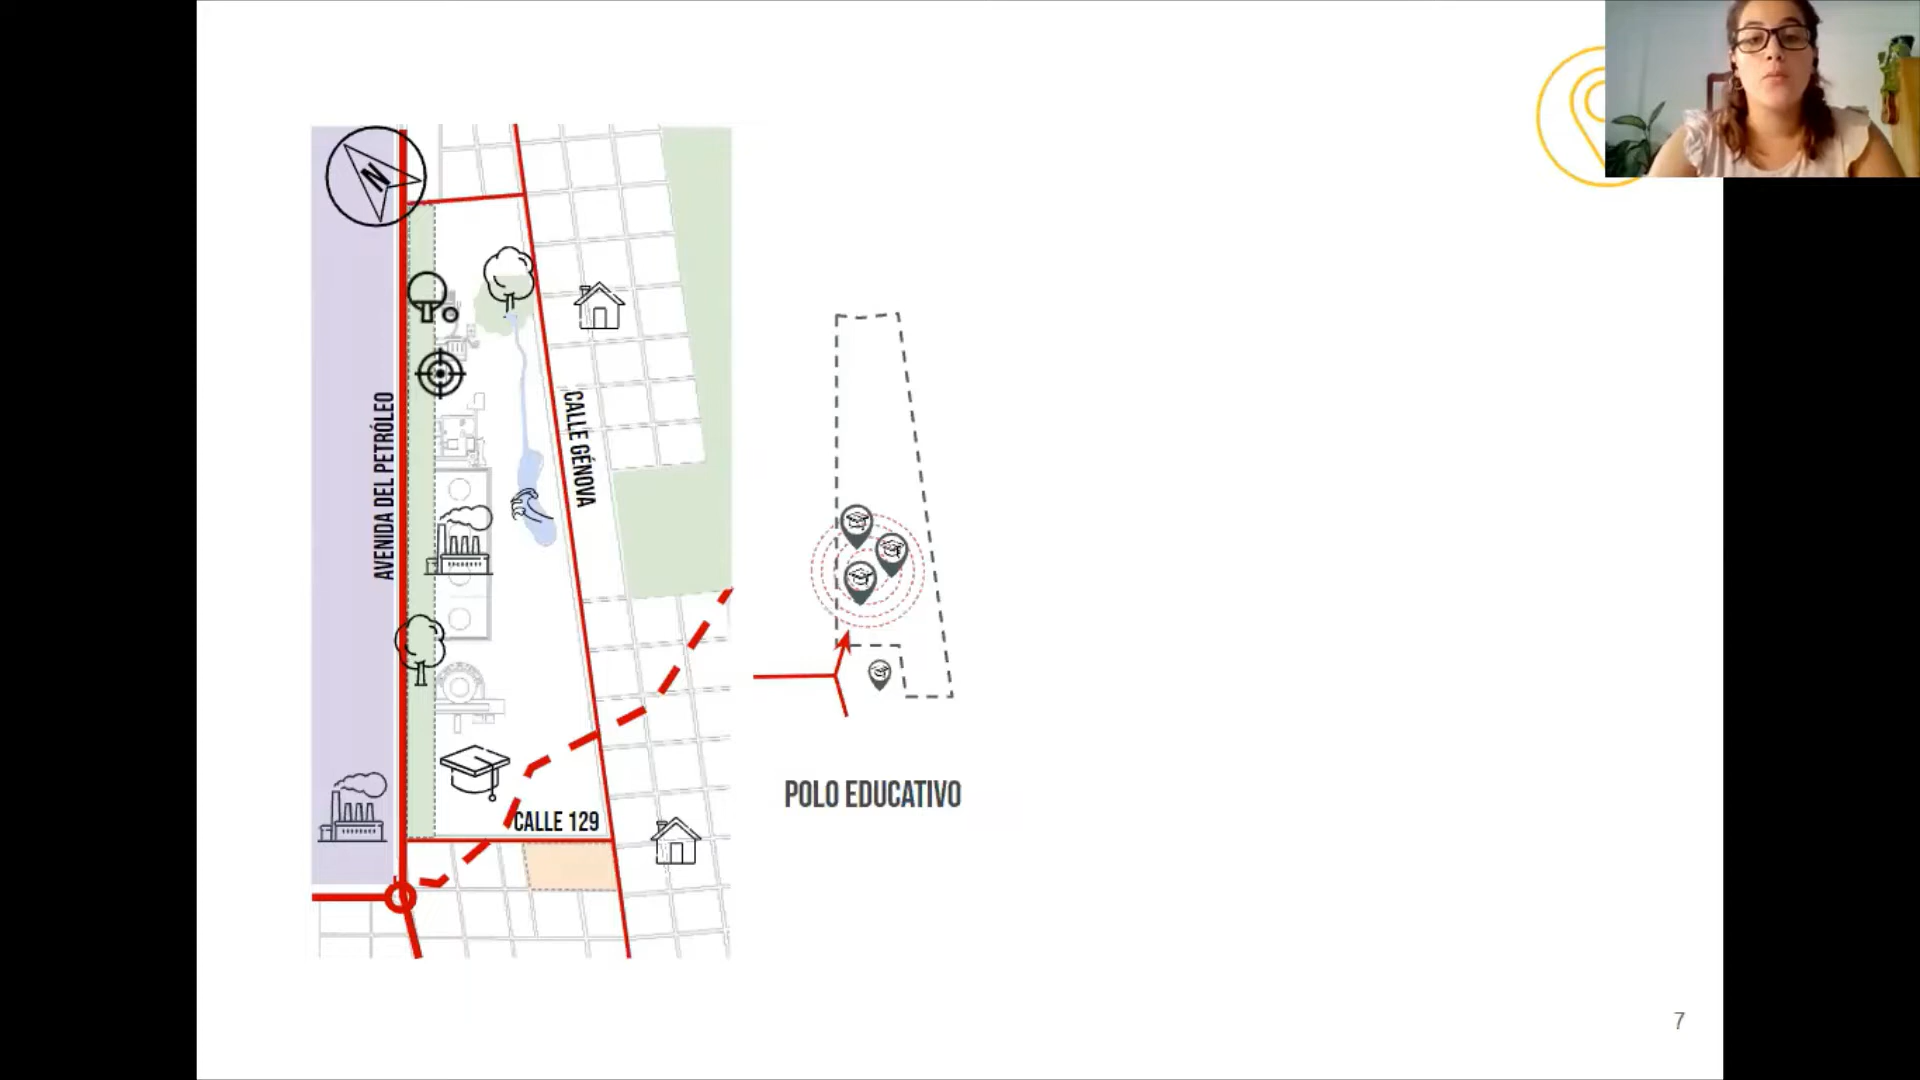 N
AVENIDA DEL PETRÓLEO
CALLE GÉNOVA
CALLE 129
POLO EDUCATIVO
7